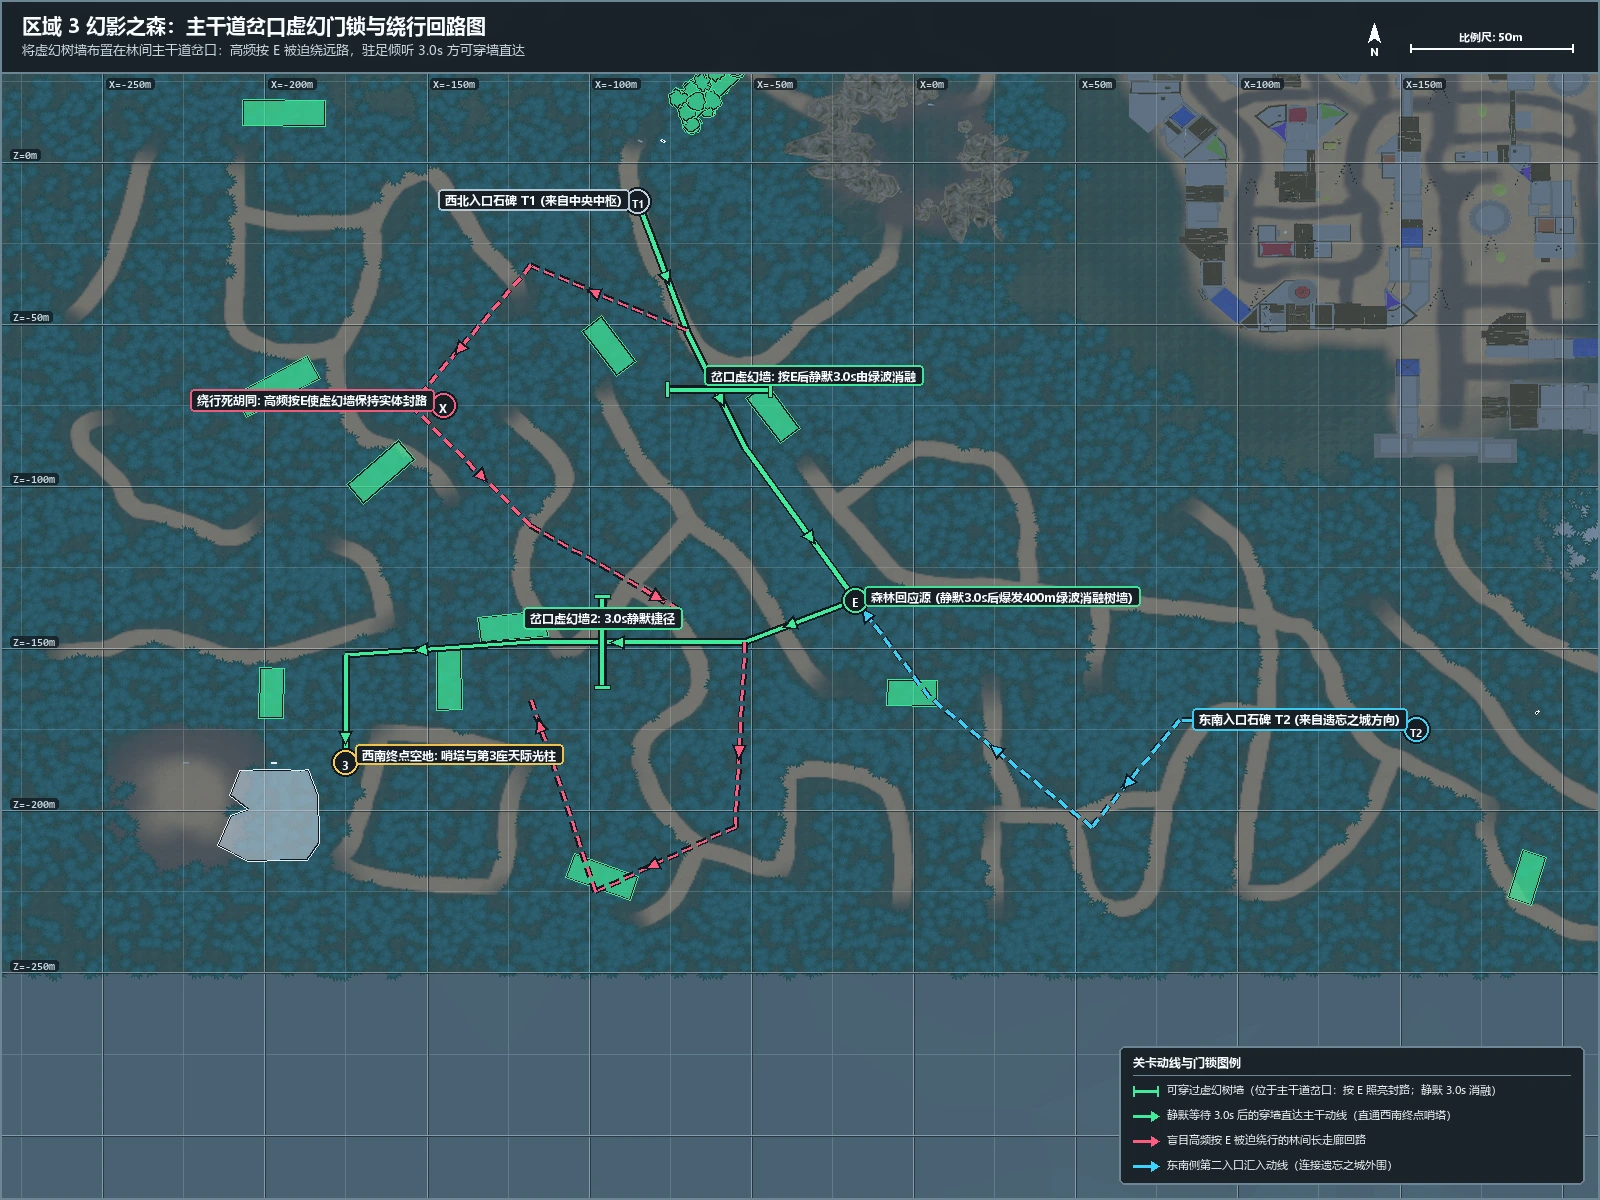 区域 3 幻影之森：主干道岔口虚幻门锁与绕行回路图
将虚幻树墙布置在林间主干道岔口：高频按 E 被迫绕远路，驻足倾听 3.0s 方可穿墙直达
N
比例尺: 50m
X=-250m
X=-200m
X=-150m
X=-100m
X=-50m
X=0m
X=50m
X=100m
X=150m
Z=0m
西北入口石碑 T1 (来自中央中枢)
T1
Z=-50m
岔口虚幻墙: 按E后静默3.0s由绿波消融
绕行死胡同: 高频按E使虚幻墙保持实体封路
X
Z=-100m
E
森林回应源 (静默3.0s后爆发400m绿波消融树墙)
岔口虚幻墙2: 3.0s静默捷径
Z=-150m
东南入口石碑 T2 (来自遗忘之城方向)
T2
3
西南终点空地: 哨塔与第3座天际光柱
Z=-200m
Z=-250m
关卡动线与门锁图例
可穿过虚幻树墙（位于主干道岔口：按 E 照亮封路；静默 3.0s 消融）
静默等待 3.0s 后的穿墙直达主干动线（直通西南终点哨塔）
盲目高频按 E 被迫绕行的林间长走廊回路
东南侧第二入口汇入动线（连接遗忘之城外围）